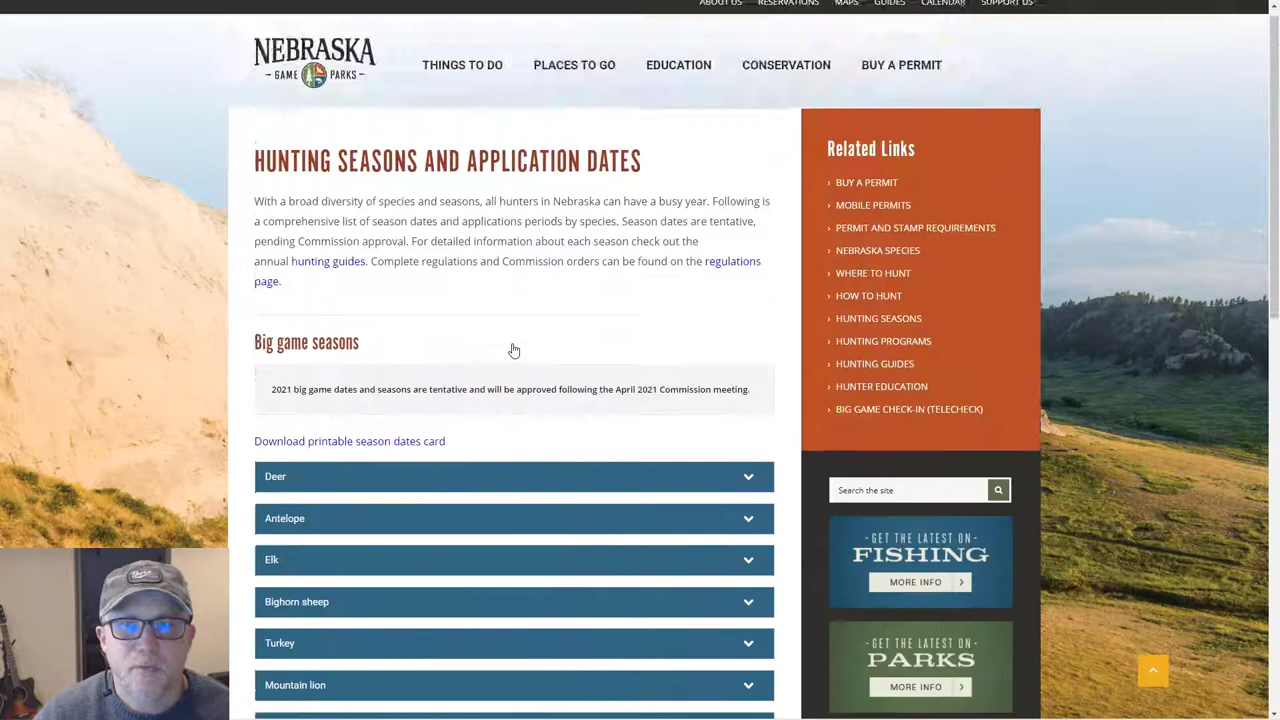 ABOUT US RESERVATIONS MAPS GUIDES CALENDAR SUPPORT US
NEBRASKA
GAME PARKS
THINGS TO DO PLACES TO GO EDUCATION CONSERVATION BUY A PERMIT
HUNTING SEASONS AND APPLICATION DATES
With a broad diversity of species and seasons, all hunters in Nebraska can have a busy year. Following is
a comprehensive list of season dates and applications periods by species. Season dates are tentative,
pending Commission approval. For detailed information about each season check out the
annual hunting guides. Complete regulations and Commission orders can be found on the regulations
page.
Big game seasons
2021 big game dates and seasons are tentative and will be approved following the April 2021 Commission meeting.
Download printable season dates card
Deer
Antelope
Elk
Bighorn sheep
Turkey
Mountain lion
Related Links
› BUY A PERMIT
› MOBILE PERMITS
› PERMIT AND STAMP REQUIREMENTS
› NEBRASKA SPECIES
› WHERE TO HUNT
› HOW TO HUNT
› HUNTING SEASONS
› HUNTING PROGRAMS
› HUNTING GUIDES
› HUNTER EDUCATION
› BIG GAME CHECK-IN (TELECHECK)
Search the site
- GET THE LATEST ON -
FISHING
MORE INFO
- GET THE LATEST ON -
PARKS
MORE INFO